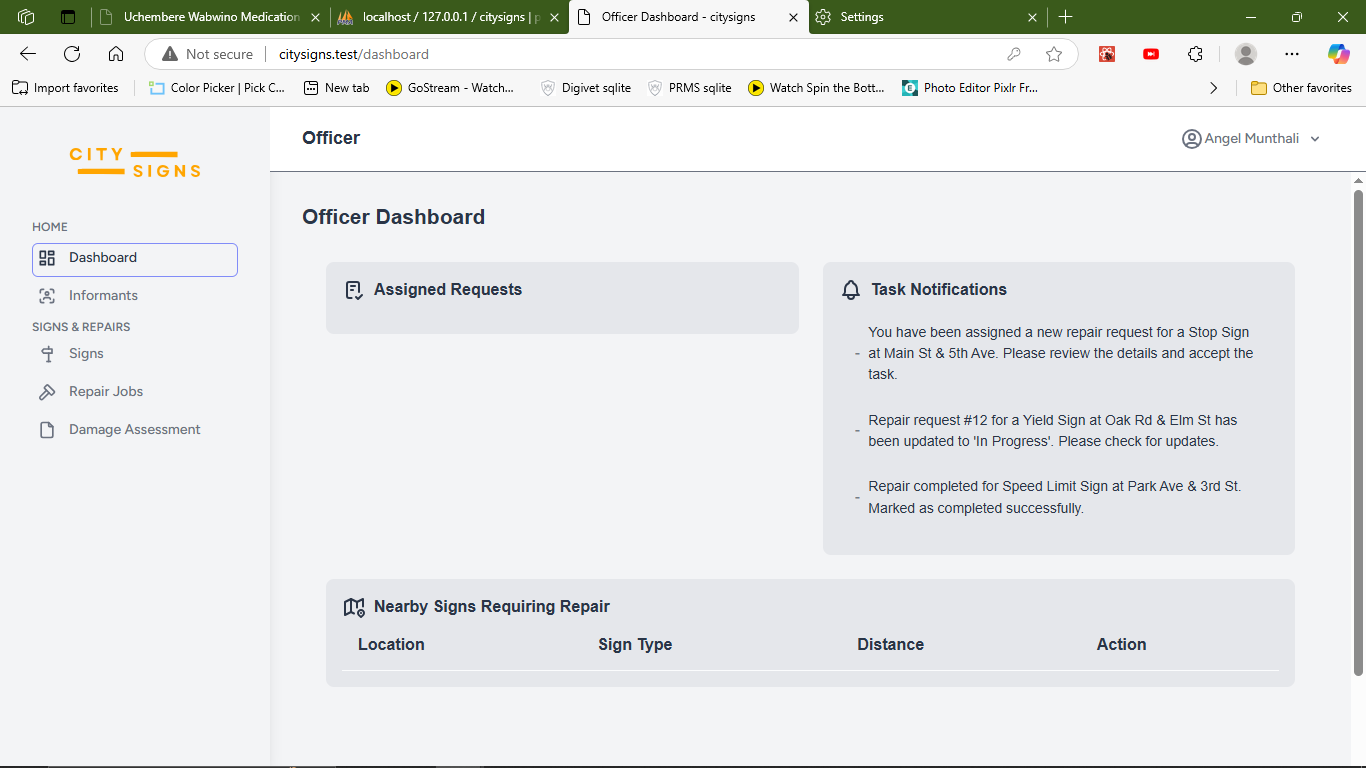 Uchembere Wabwino Medication
localhost / 127.0.0.1 / citysigns | p
Officer Dashboard - citysigns
Settings
Not secure
citysigns.test/dashboard
Import favorites
Color Picker | Pick C...
New tab
GoStream - Watch...
Digivet sqlite
PRMS sqlite
Watch Spin the Bott...
Photo Editor Pixlr Fr...
Other favorites
CITY
SIGNS
HOME
Dashboard
Informants
SIGNS & REPAIRS
Signs
Repair Jobs
Damage Assessment
Officer
Angel Munthali
Officer Dashboard
Assigned Requests
Task Notifications
You have been assigned a new repair request for a Stop Sign
- at Main St & 5th Ave. Please review the details and accept the
task.
Repair request #12 for a Yield Sign at Oak Rd & Elm St has
- been updated to 'In Progress'. Please check for updates.
Repair completed for Speed Limit Sign at Park Ave & 3rd St.
- Marked as completed successfully.
Nearby Signs Requiring Repair
Location Sign Type Distance Action